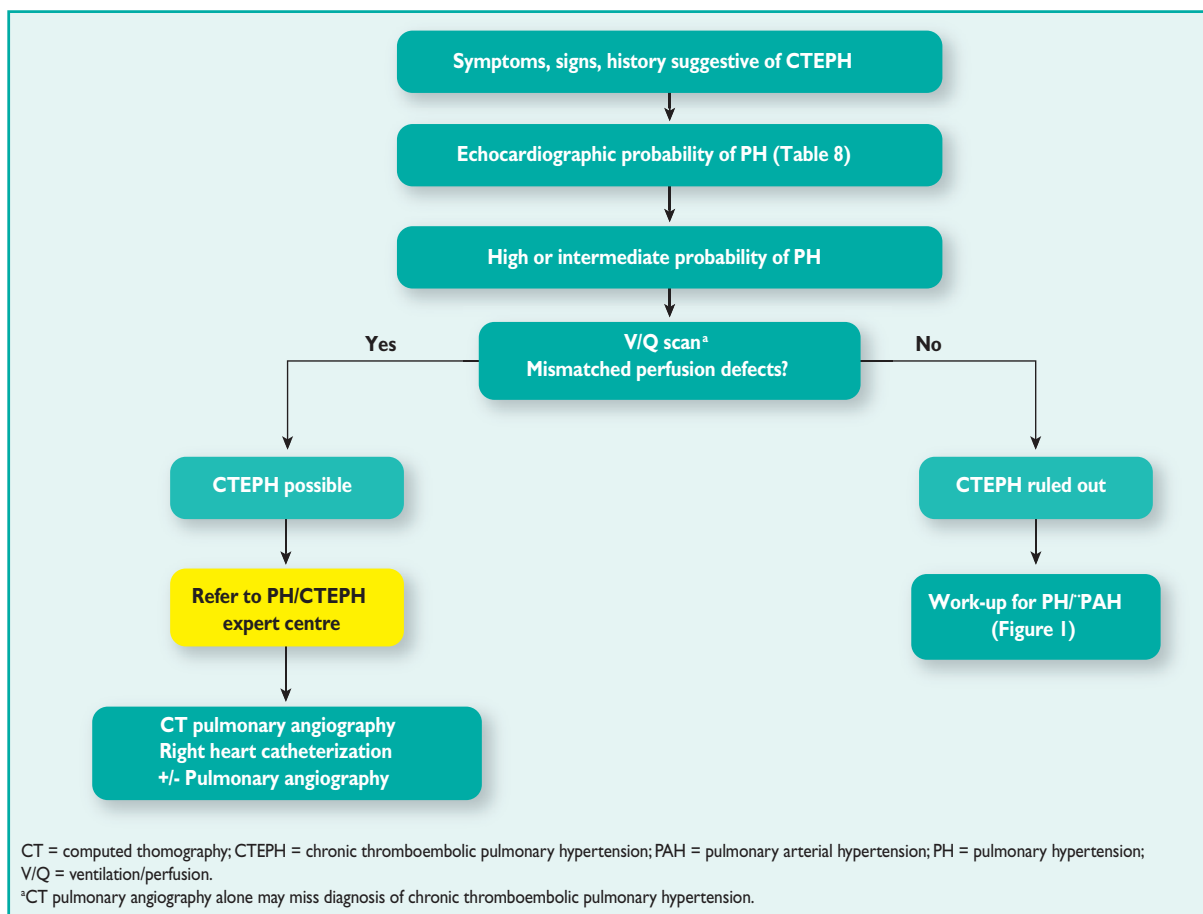 Symptoms, signs, history suggestive of CTEPH
Echocardiographic probability of PH (Table 8)
High or intermediate probability of PH
Yes
V/Q scanᵃ
Mismatched perfusion defects?
No
CTEPH possible
CTEPH ruled out
Refer to PH/CTEPH
expert centre
Work-up for PH/¨PAH
(Figure 1)
CT pulmonary angiography
Right heart catheterization
+/- Pulmonary angiography
CT = computed thomography; CTEPH = chronic thromboembolic pulmonary hypertension; PAH = pulmonary arterial hypertension; PH = pulmonary hypertension;
V/Q = ventilation/perfusion.
ᵃCT pulmonary angiography alone may miss diagnosis of chronic thromboembolic pulmonary hypertension.